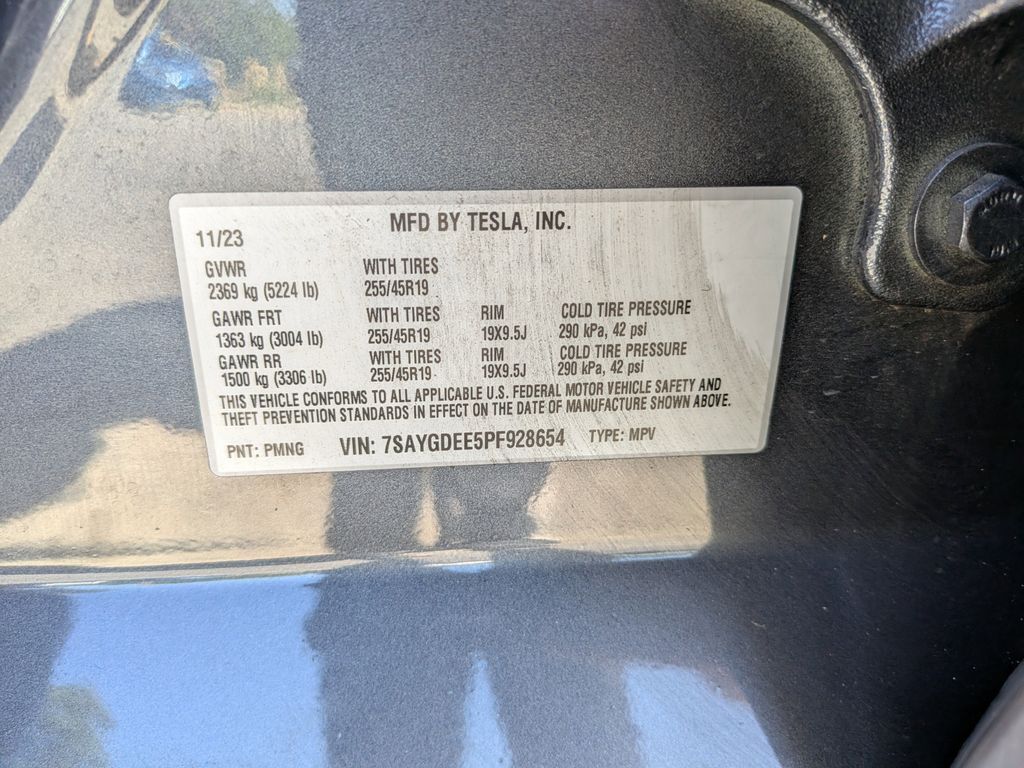 MFD BY TESLA, INC.
11/23
GVWR WITH TIRES
2369 kg (5224 lb) 255/45R19
GAWR FRT WITH TIRES RIM COLD TIRE PRESSURE
1363 kg (3004 lb) 255/45R19 19X9.5J 290 kPa, 42 psi
GAWR RR WITH TIRES RIM COLD TIRE PRESSURE
1500 kg (3306 lb) 255/45R19 19X9.5J 290 kPa, 42 psi
THIS VEHICLE CONFORMS TO ALL APPLICABLE U.S. FEDERAL MOTOR VEHICLE SAFETY AND
THEFT PREVENTION STANDARDS IN EFFECT ON THE DATE OF MANUFACTURE SHOWN ABOVE.
PNT: PMNG VIN: 7SAYGDEE5PF928654 TYPE: MPV